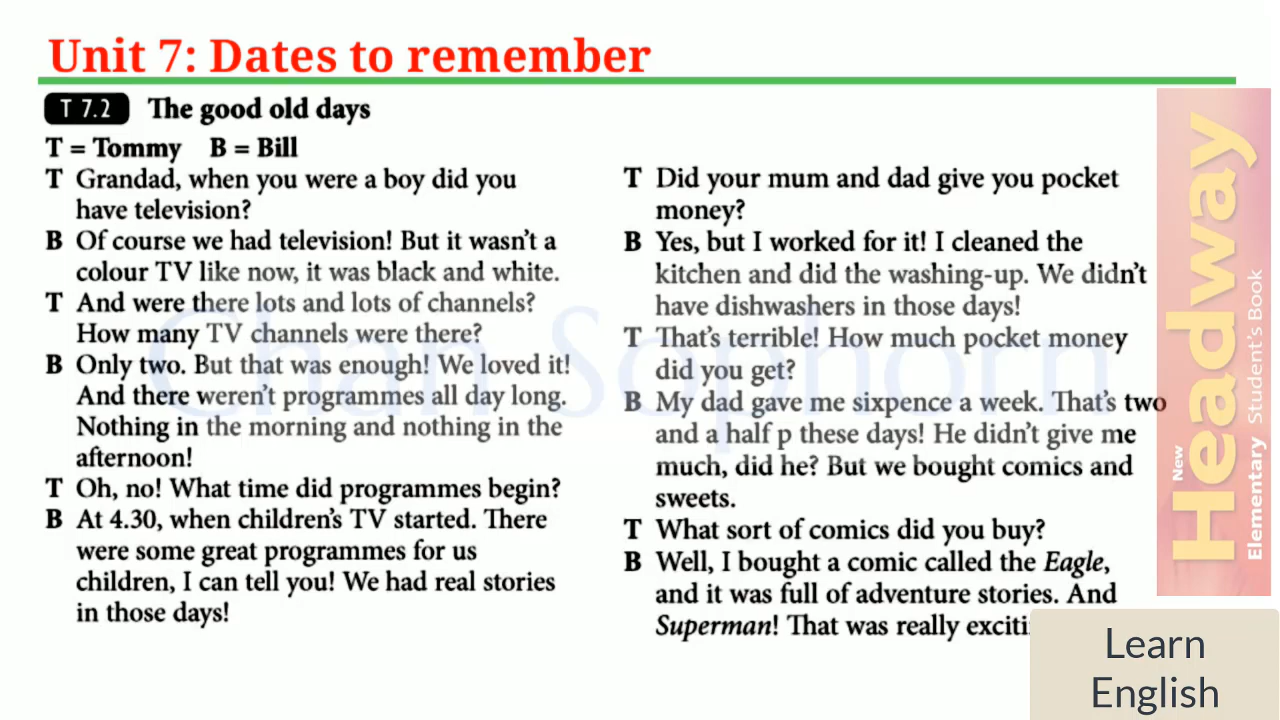 Unit 7: Dates to remember
T 7.2 The good old days
T = Tommy B = Bill
T Grandad, when you were a boy did you
have television?
B Of course we had television! But it wasn't a
colour TV like now, it was black and white.
T And were there lots and lots of channels?
How many TV channels were there?
B Only two. But that was enough! We loved it!
And there weren't programmes all day long.
Nothing in the morning and nothing in the
afternoon!
T Oh, no! What time did programmes begin?
B At 4.30, when children's TV started. There
were some great programmes for us
children, I can tell you! We had real stories
in those days!
T Did your mum and dad give you pocket
money?
B Yes, but I worked for it! I cleaned the
kitchen and did the washing-up. We didn't
have dishwashers in those days!
T That's terrible! How much pocket money
did you get?
B My dad gave me sixpence a week. That's two
and a half p these days! He didn't give me
much, did he? But we bought comics and
sweets.
T What sort of comics did you buy?
B Well, I bought a comic called the Eagle,
and it was full of adventure stories. And
Superman! That was really
Chan Sophorn
New
Headway
Elementary Student's Book
Learn
English